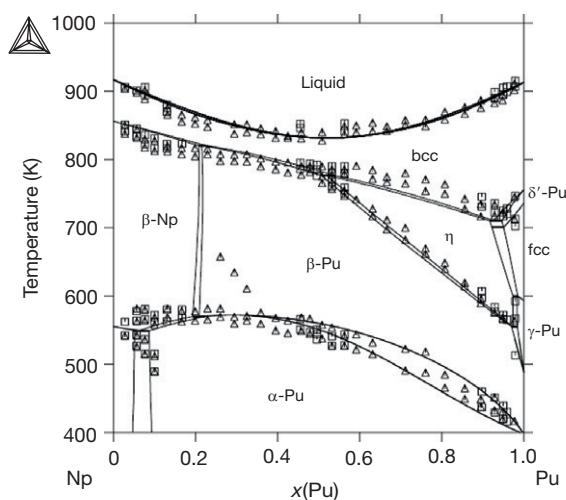 1000
Pu
Liquid
900
bcc
800
δ′-Pu
β-Np
η
700
fcc
β-Pu
600
γ-Pu
500
α-Pu
400
Np
0
0.2
0.4
0.6
0.8
1.0
Pu
x(Pu)
Temperature (K)